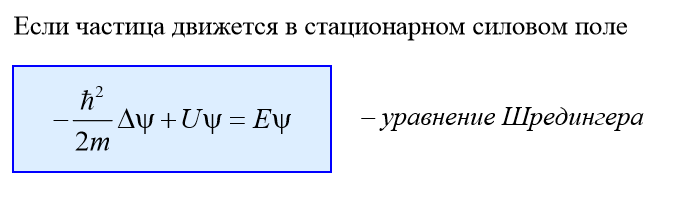 Если частица движется в стационарном силовом поле
−ħ²/2m Δψ + Uψ = Eψ – уравнение Шредингера